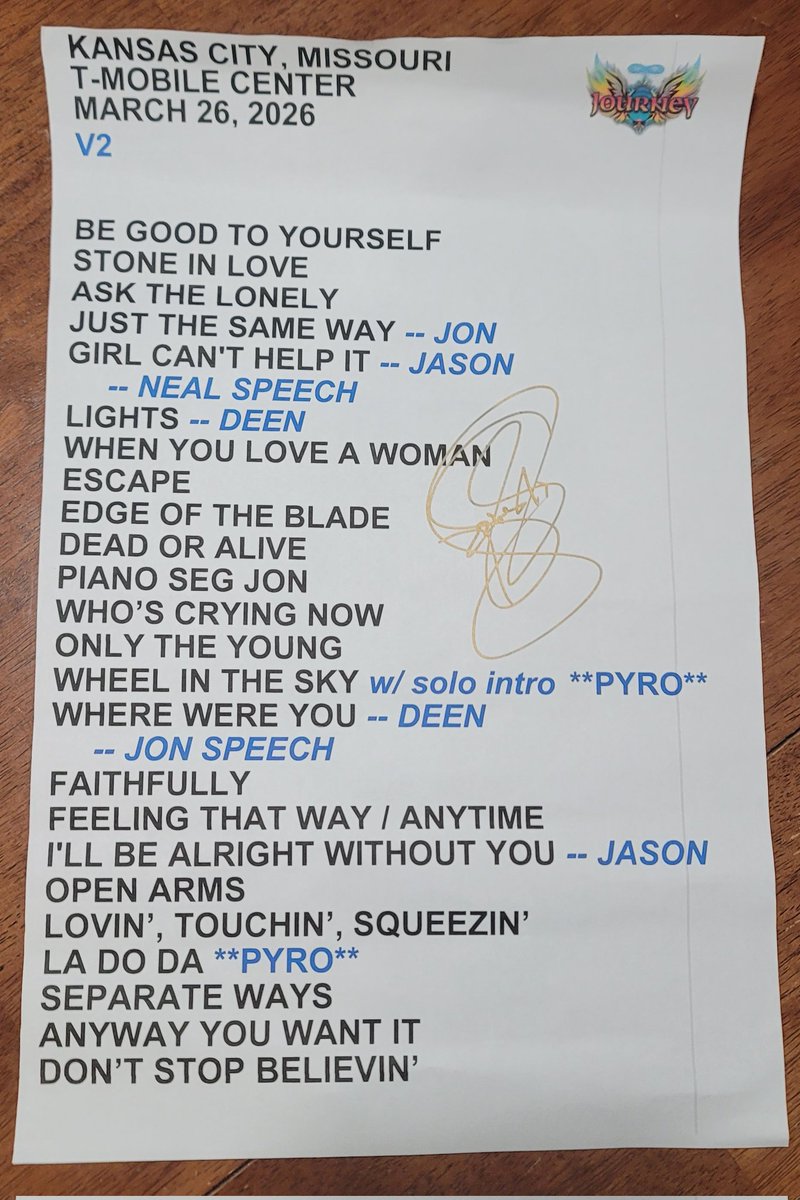 KANSAS CITY, MISSOURI
T-MOBILE CENTER
MARCH 26, 2026
V2
JOURNEY
BE GOOD TO YOURSELF
STONE IN LOVE
ASK THE LONELY
JUST THE SAME WAY -- JON
GIRL CAN'T HELP IT -- JASON
-- NEAL SPEECH
LIGHTS -- DEEN
WHEN YOU LOVE A WOMAN
ESCAPE
EDGE OF THE BLADE
DEAD OR ALIVE
PIANO SEG JON
WHO’S CRYING NOW
ONLY THE YOUNG
WHEEL IN THE SKY w/ solo intro **PYRO**
WHERE WERE YOU -- DEEN
-- JON SPEECH
FAITHFULLY
FEELING THAT WAY / ANYTIME
I'LL BE ALRIGHT WITHOUT YOU -- JASON
OPEN ARMS
LOVIN’, TOUCHIN’, SQUEEZIN’
LA DO DA **PYRO**
SEPARATE WAYS
ANYWAY YOU WANT IT
DON’T STOP BELIEVIN’